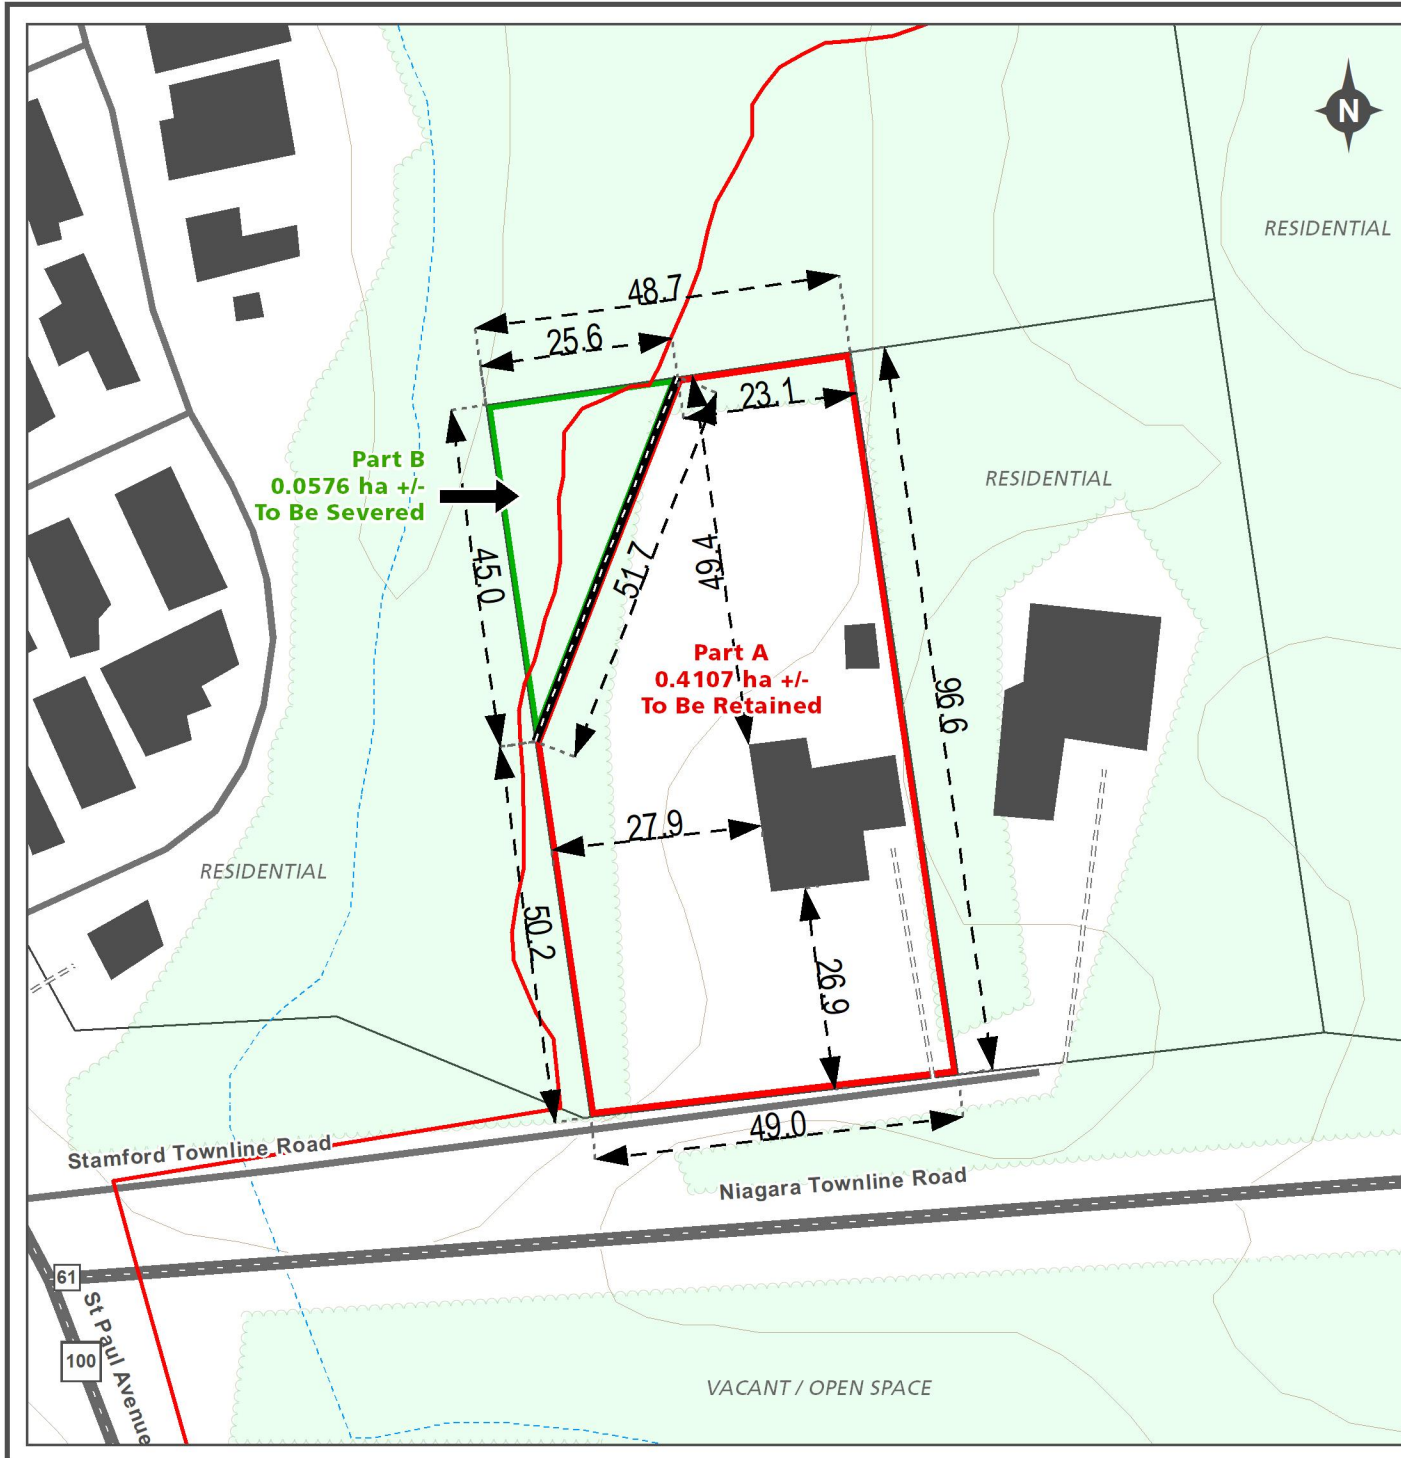 N
RESIDENTIAL
48.7
25.6
23.1
Part B
0.0576 ha +/-
To Be Severed
RESIDENTIAL
45.0
51.7
49.4
Part A
0.4107 ha +/-
To Be Retained
96.6
27.9
RESIDENTIAL
50.2
26.9
49.0
Stamford Townline Road
Niagara Townline Road
61
St Paul Avenue
100
VACANT / OPEN SPACE